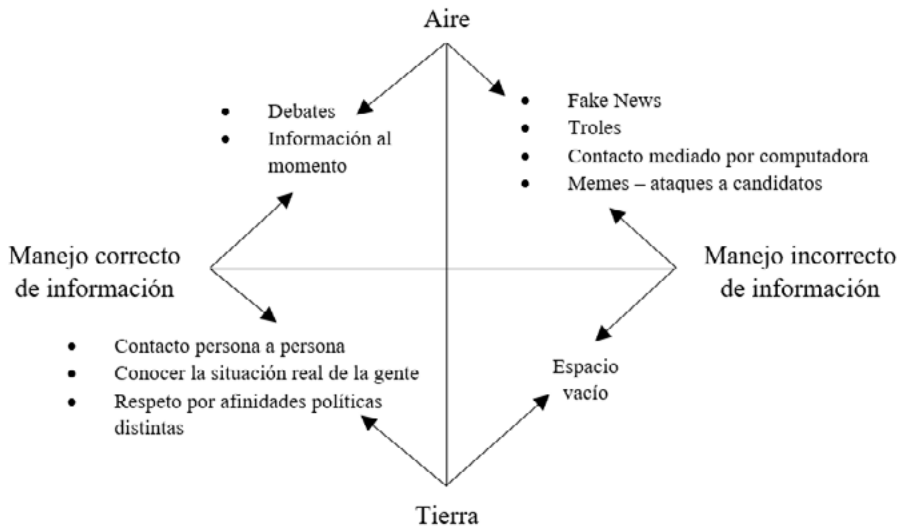 Aire
• Debates
• Información al
momento
• Fake News
• Troles
• Contacto mediado por computadora
• Memes – ataques a candidatos
Manejo correcto
de información
Manejo incorrecto
de información
• Contacto persona a persona
• Conocer la situación real de la gente
• Respeto por afinidades políticas
distintas
Espacio
vacío
Tierra